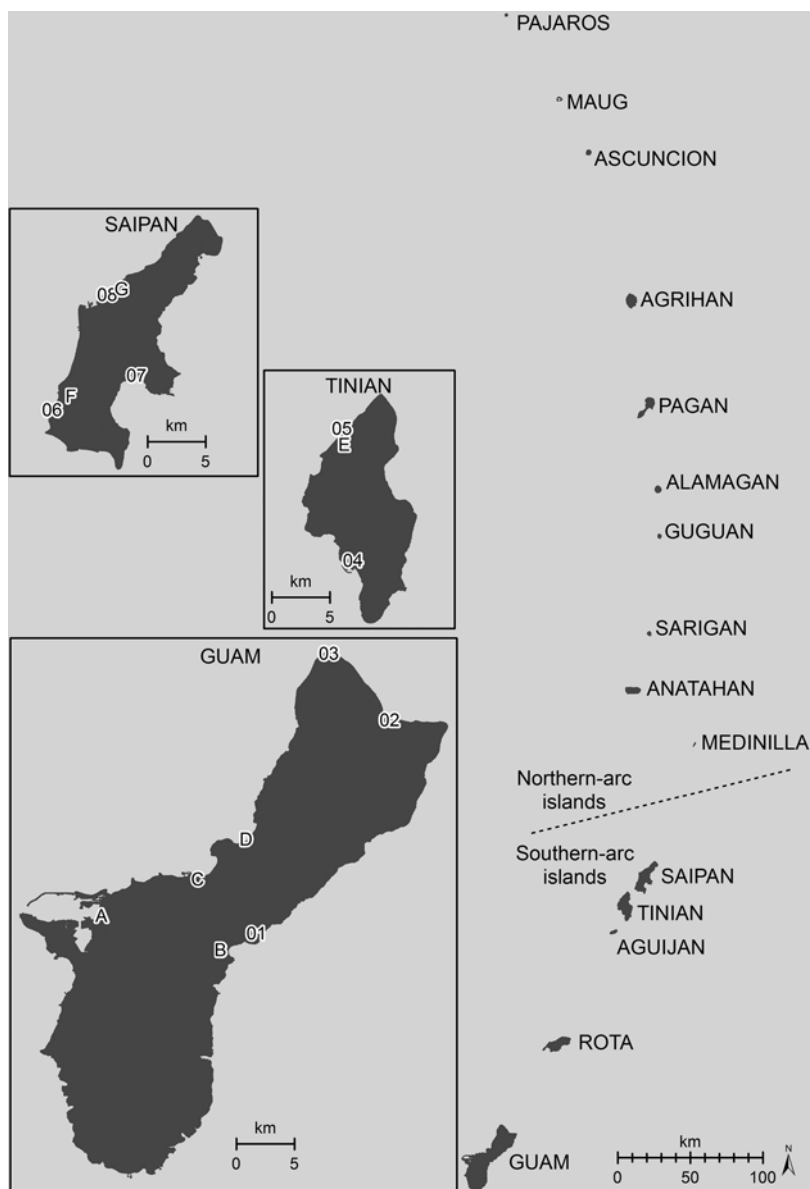 PAJAROS
MAUG
ASCUNCION
SAIPAN
08
G
07
F
06
km
0 5
AGRIHAN
TINIAN
05
E
04
km
0 5
PAGAN
ALAMAGAN
GUGUAN
SARIGAN
ANATAHAN
MEDINILLA
GUAM
03
02
D
C
A
01
B
km
0 5
Northern-arc
islands
Southern-arc
islands
SAIPAN
TINIAN
AGUIJAN
ROTA
GUAM
km
0 50 100
N